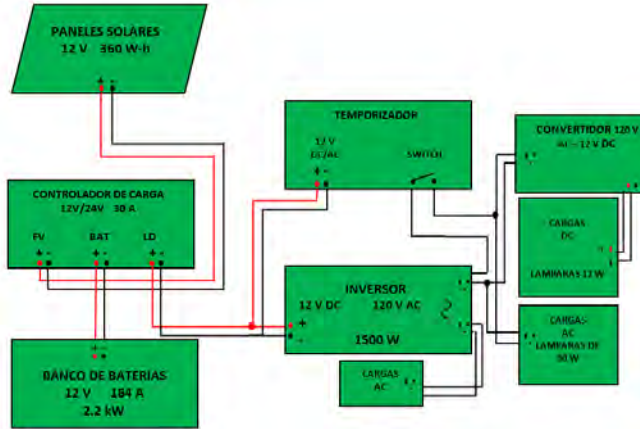 PANELES SOLARES
12 V 360 W-h
TEMPORIZADOR
12 V
DC/AC
+ -
SWITCH
CONVERTIDOR 120 V
AC - 12 V DC
CONTROLADOR DE CARGA
12V/24V 30 A
FV BAT LD
+ - + - + -
CARGAS
DC
LAMPARAS 12 W
INVERSOR
12 V DC 120 V AC
+
-
1500 W
CARGAS
AC
LAMPARAS DE
CARGAS
AC
+ -
BANCO DE BATERIAS
12 V 184 A
2.2 kW